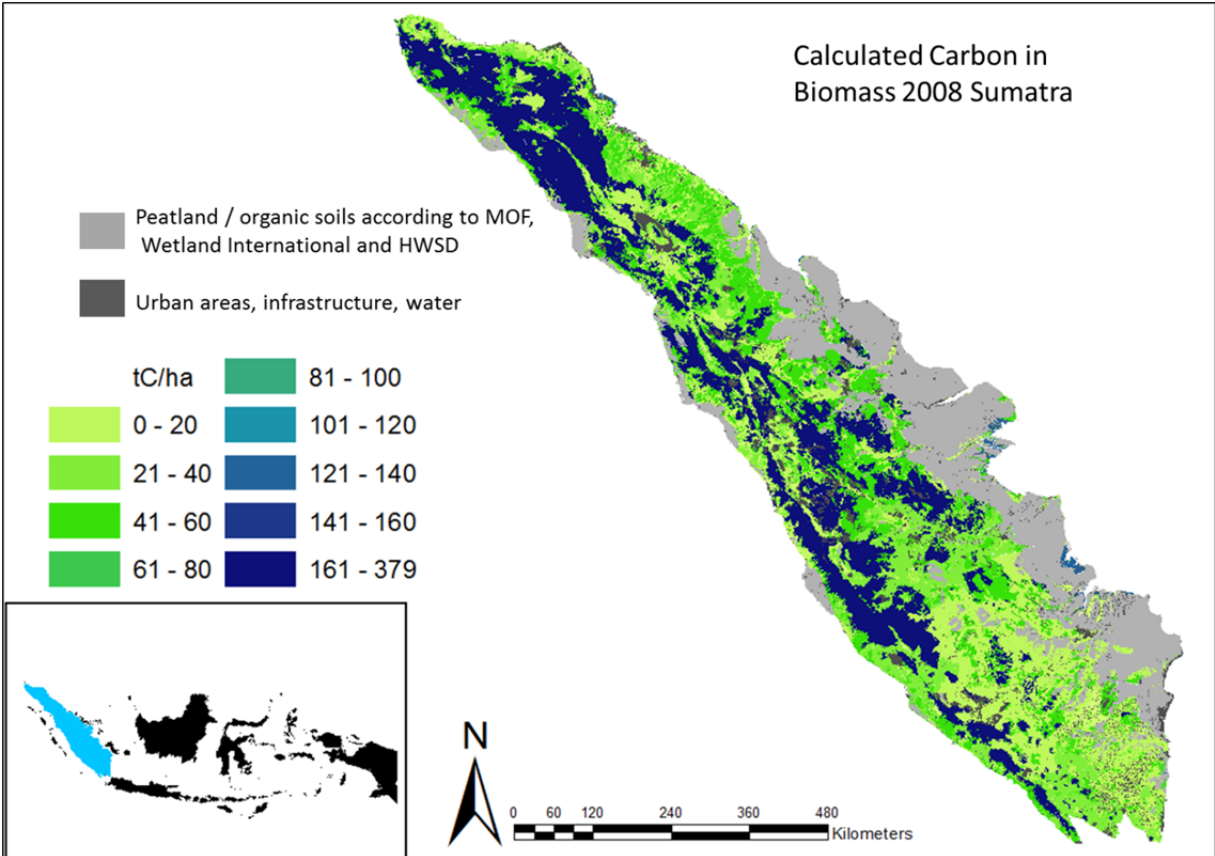 Calculated Carbon in
Biomass 2008 Sumatra
Peatland / organic soils according to MOF,
Wetland International and HWSD
Urban areas, infrastructure, water
tC/ha
81 - 100
0 - 20
101 - 120
21 - 40
121 - 140
41 - 60
141 - 160
61 - 80
161 - 379
N
0 60 120 240 360 480
Kilometers